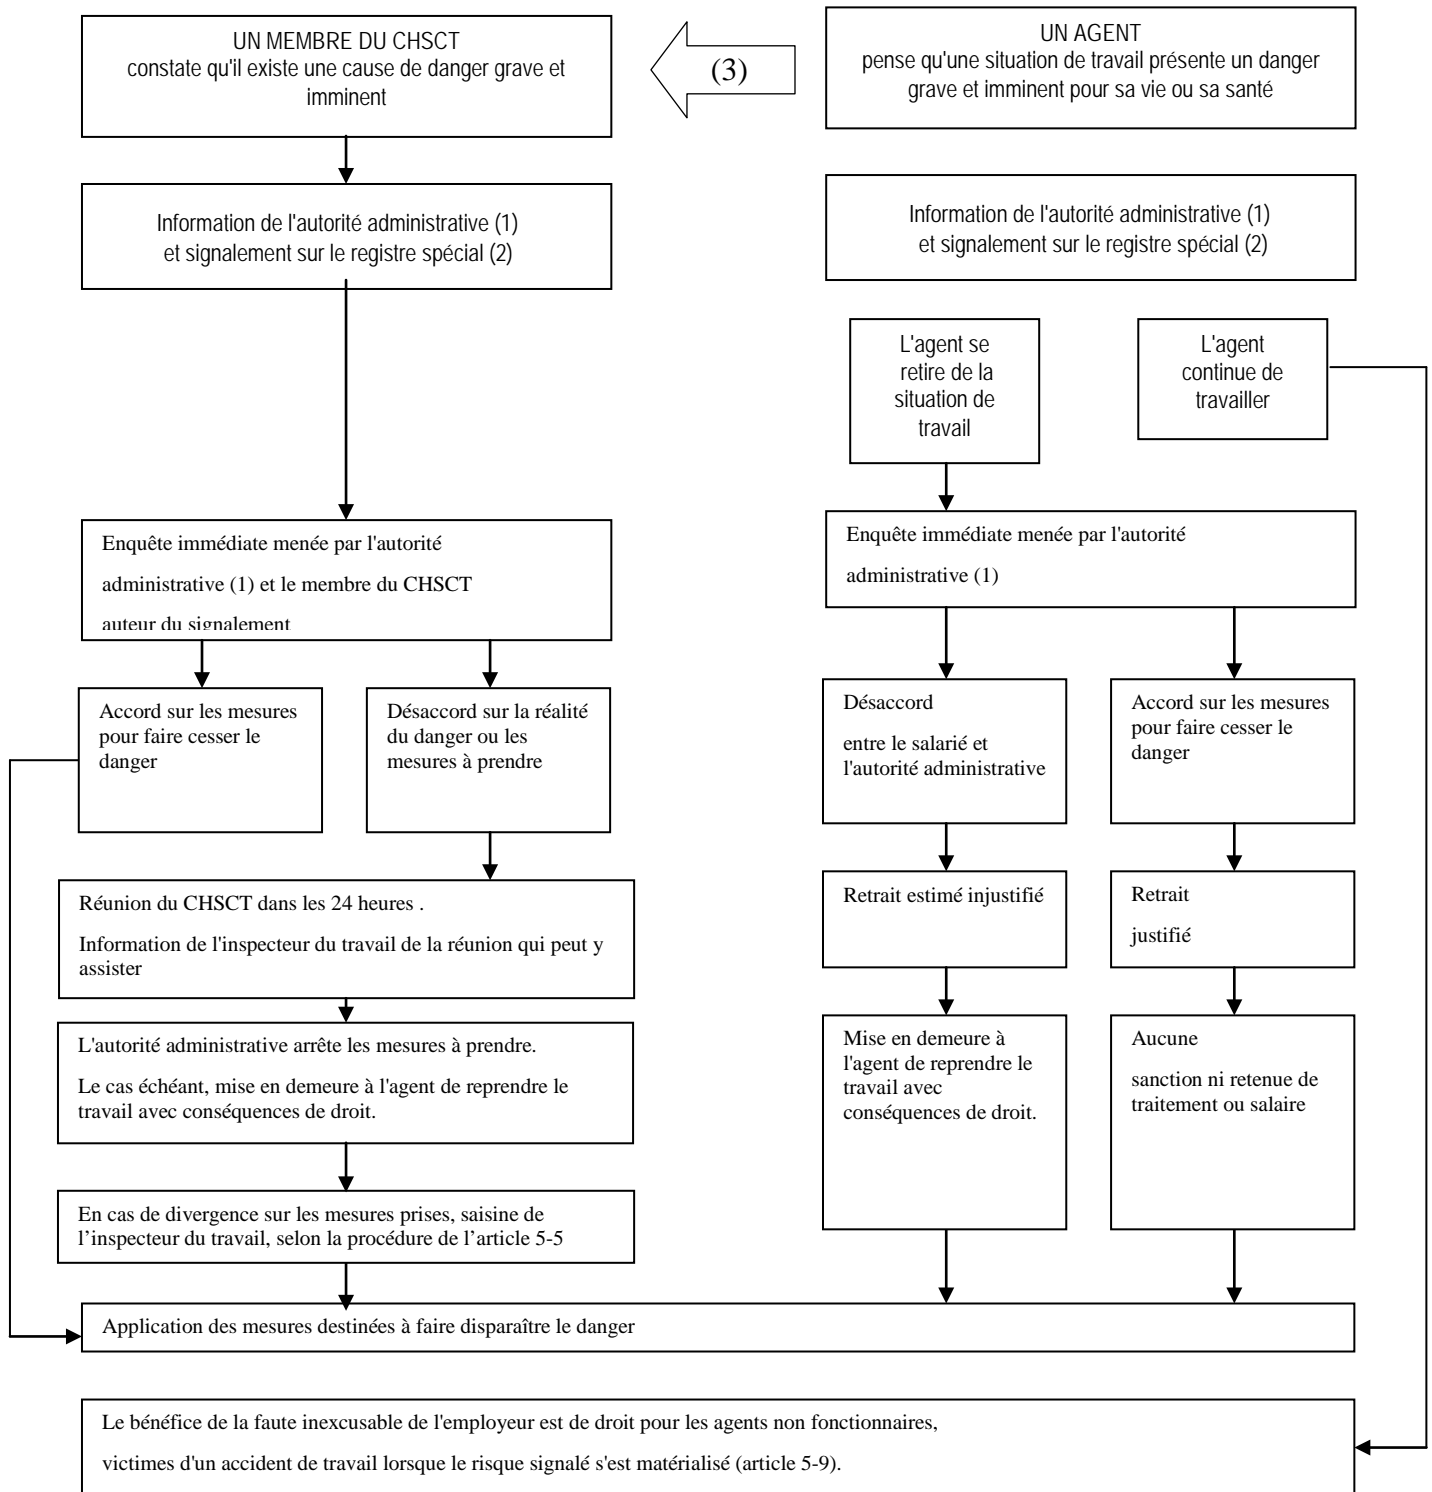 UN MEMBRE DU CHSCT
constate qu'il existe une cause de danger grave et
imminent
(3)
UN AGENT
pense qu'une situation de travail présente un danger
grave et imminent pour sa vie ou sa santé
Information de l'autorité administrative (1)
et signalement sur le registre spécial (2)
Information de l'autorité administrative (1)
et signalement sur le registre spécial (2)
L'agent se
retire de la
situation de
travail
L'agent
continue de
travailler
Enquête immédiate menée par l'autorité
administrative (1) et le membre du CHSCT
auteur du signalement
Enquête immédiate menée par l'autorité
administrative (1)
Accord sur les mesures
pour faire cesser le
danger
Désaccord sur la réalité
du danger ou les
mesures à prendre
Désaccord
entre le salarié et
l'autorité administrative
Accord sur les mesures
pour faire cesser le
danger
Réunion du CHSCT dans les 24 heures .
Information de l'inspecteur du travail de la réunion qui peut y
assister
Retrait estimé injustifié
Retrait
justifié
L'autorité administrative arrête les mesures à prendre.
Le cas échéant, mise en demeure à l'agent de reprendre le
travail avec conséquences de droit.
Mise en demeure à
l'agent de reprendre le
travail avec
conséquences de droit.
Aucune
sanction ni retenue de
traitement ou salaire
En cas de divergence sur les mesures prises, saisine de
l’inspecteur du travail, selon la procédure de l’article 5-5
Application des mesures destinées à faire disparaître le danger
Le bénéfice de la faute inexcusable de l'employeur est de droit pour les agents non fonctionnaires,
victimes d'un accident de travail lorsque le risque signalé s'est matérialisé (article 5-9).